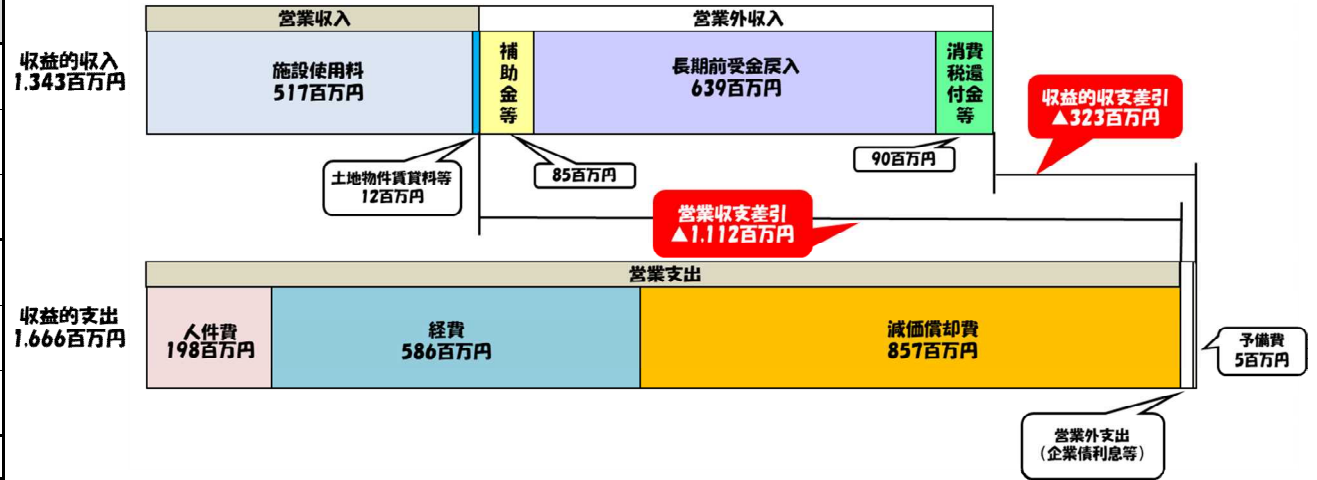 営業収入
営業外収入
収益的収入
1.343百万円
施設使用料
517百万円
補
助
金
等
長期前受金戻入
639百万円
消費
税還
付金
等
収益的収支差引
▲323百万円
土地物件賃貸料等
12百万円
85百万円
90百万円
営業収支差引
▲1.112百万円
営業支出
収益的支出
1.666百万円
人件費
198百万円
経費
586百万円
減価償却費
857百万円
予備費
5百万円
営業外支出
（企業債利息等）